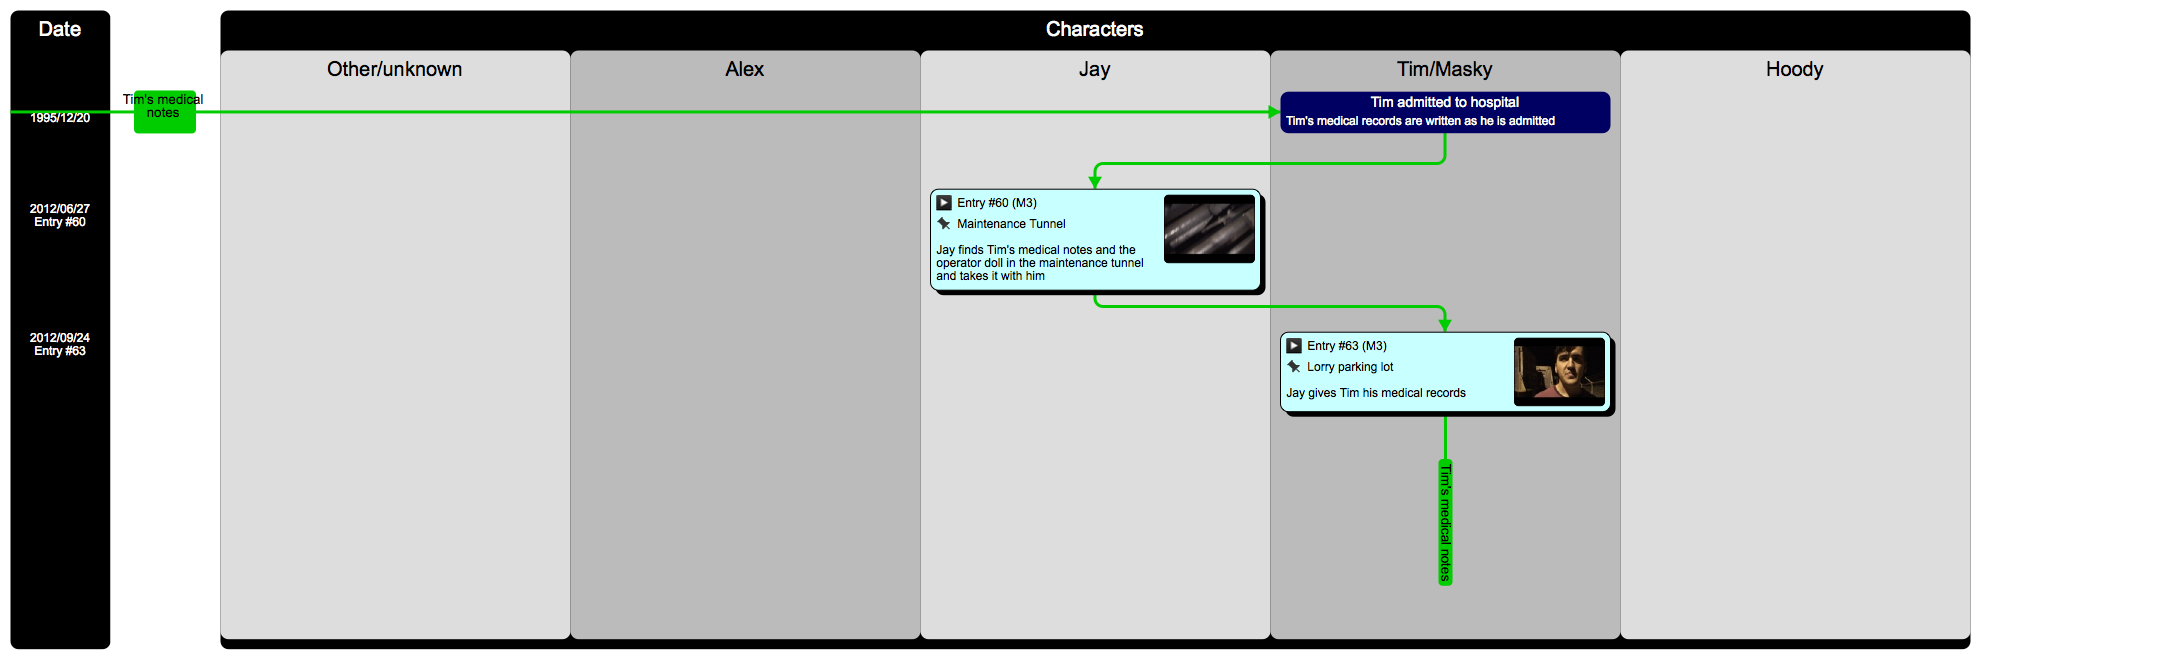 Date
Characters
Other/unknown
Alex
Jay
Tim/Masky
Hoody
Tim's medical
notes
1995/12/20
Tim admitted to hospital
Tim's medical records are written as he is admitted
2012/06/27
Entry #60
Entry #60 (M3)
Maintenance Tunnel
Jay finds Tim's medical notes and the
operator doll in the maintenance tunnel
and takes it with him
2012/09/24
Entry #63
Entry #63 (M3)
Lorry parking lot
Jay gives Tim his medical records
Tim's medical notes